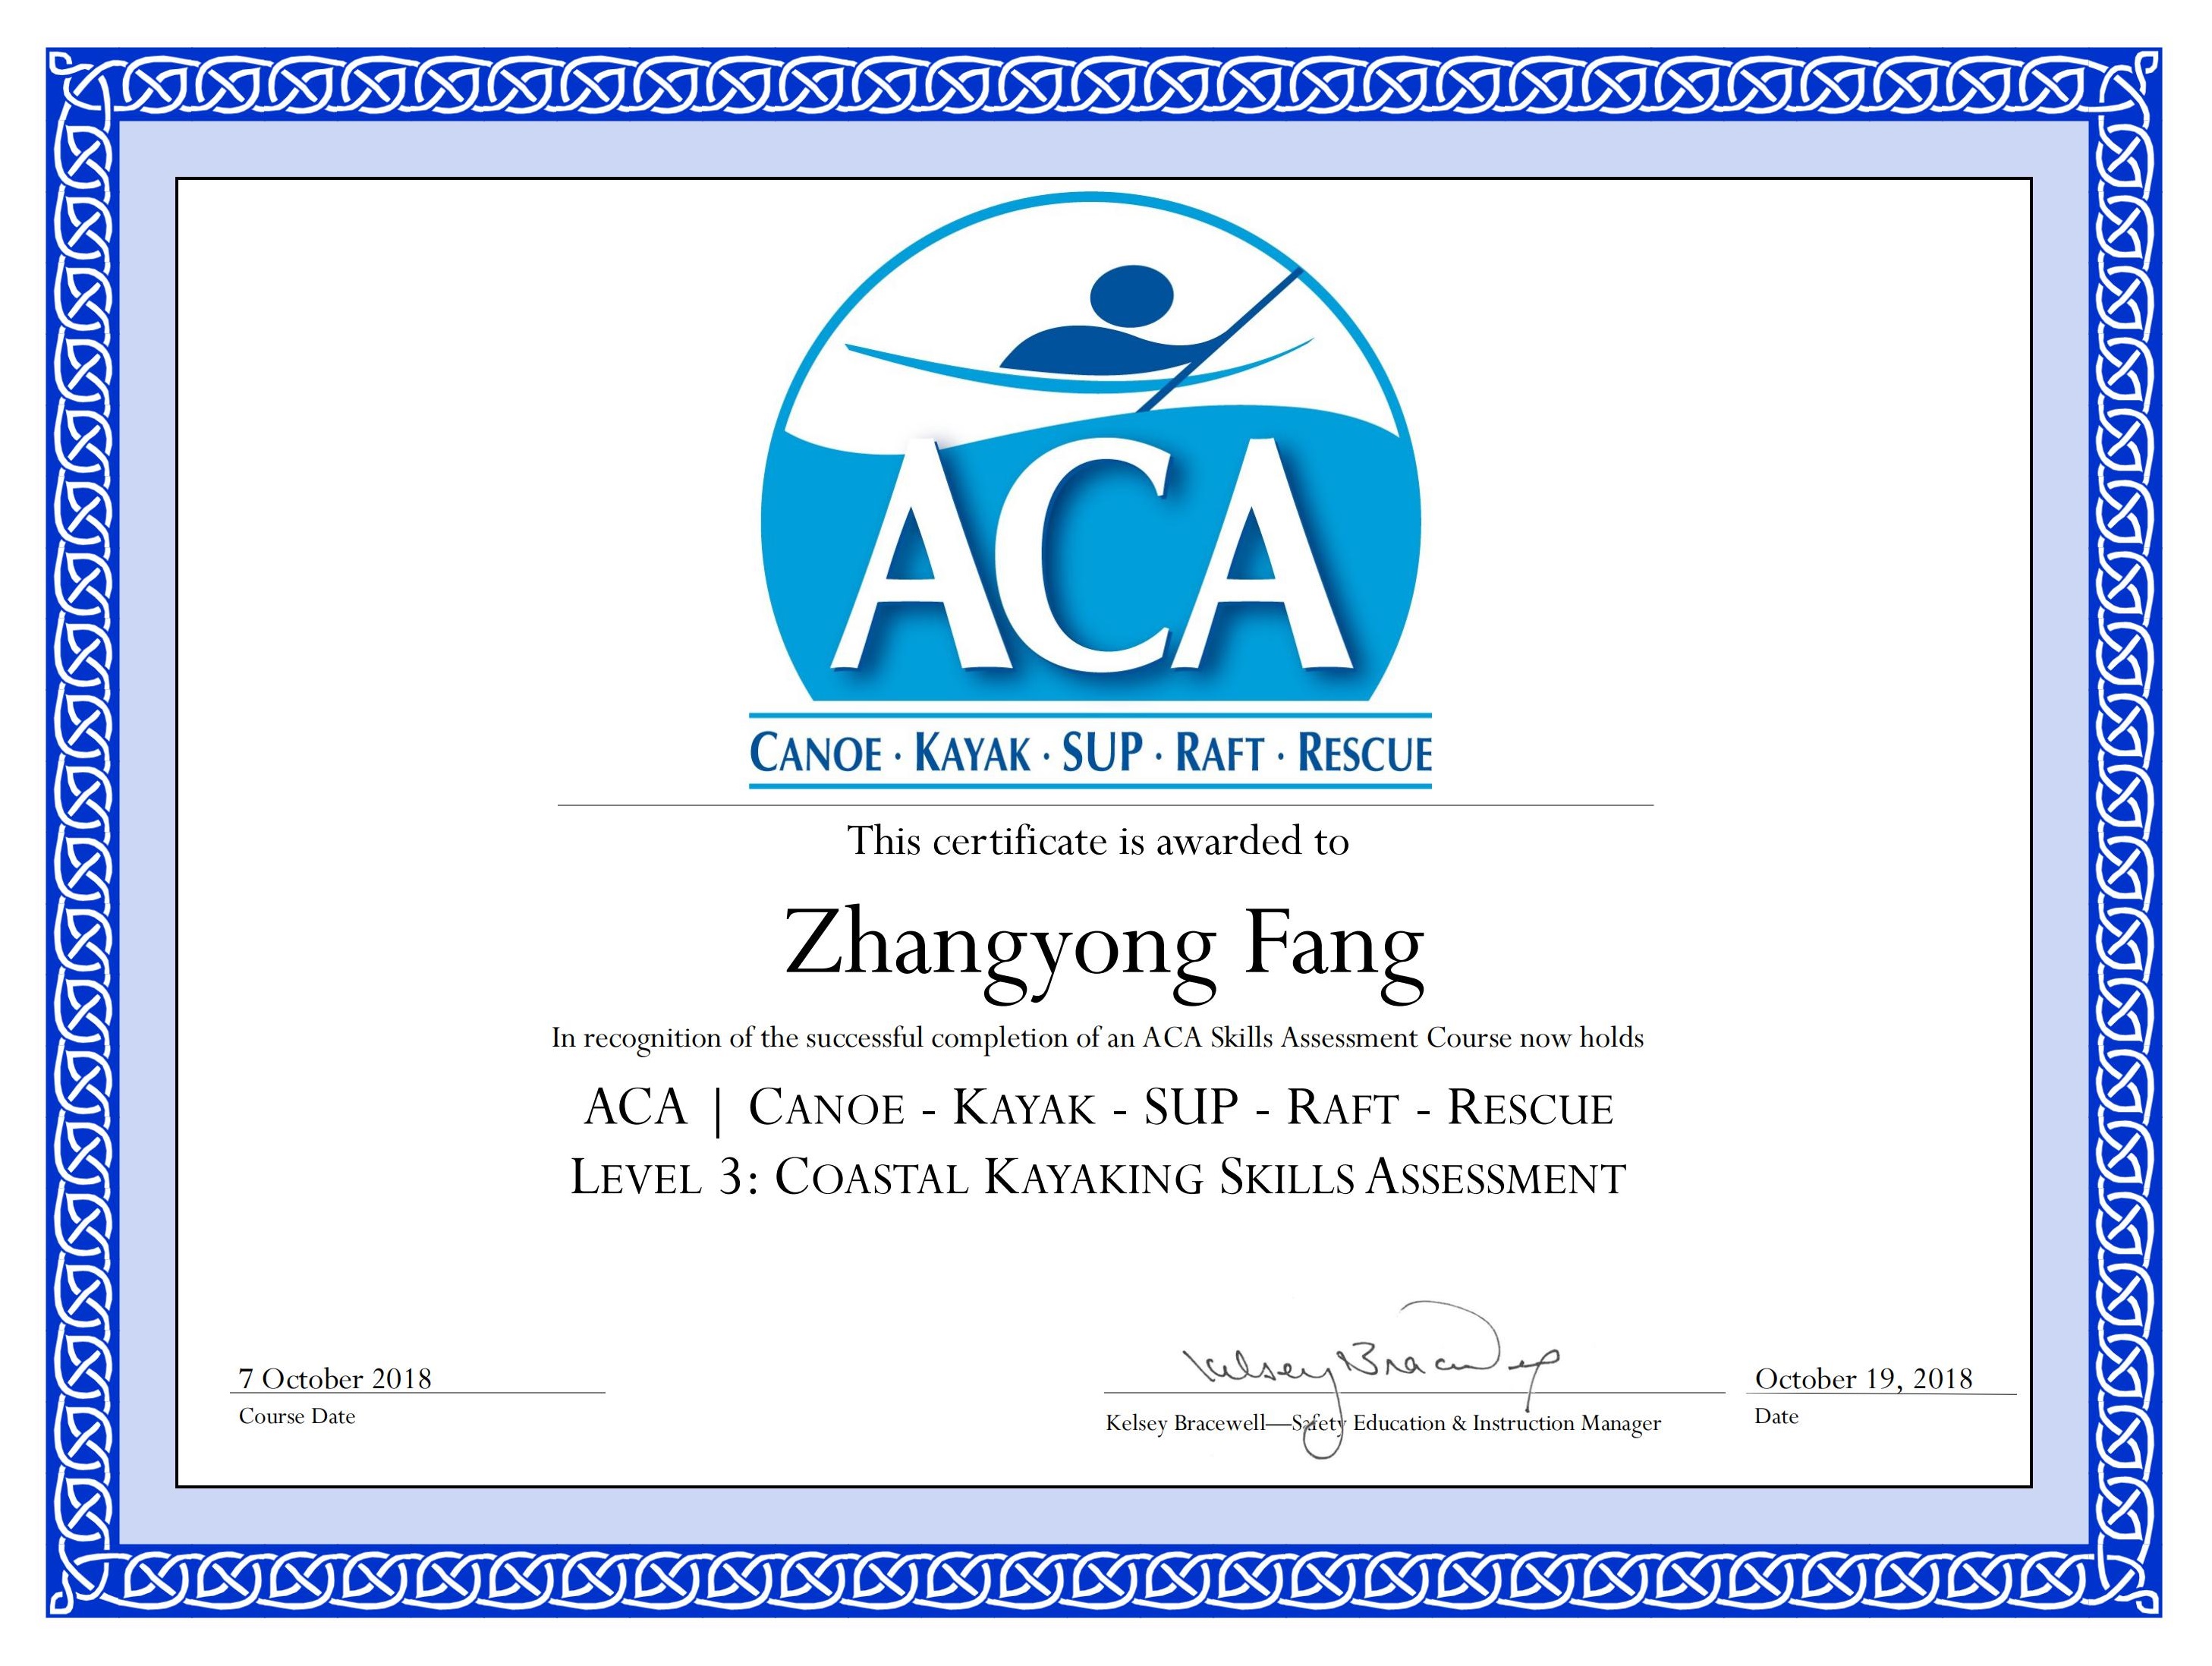 ACA
CANOE · KAYAK · SUP · RAFT · RESCUE
This certificate is awarded to
Zhangyong Fang
In recognition of the successful completion of an ACA Skills Assessment Course now holds
ACA | CANOE - KAYAK - SUP - RAFT - RESCUE
LEVEL 3: COASTAL KAYAKING SKILLS ASSESSMENT
7 October 2018
Course Date
Kelsey Bracewell
Kelsey Bracewell—Safety Education & Instruction Manager
October 19, 2018
Date